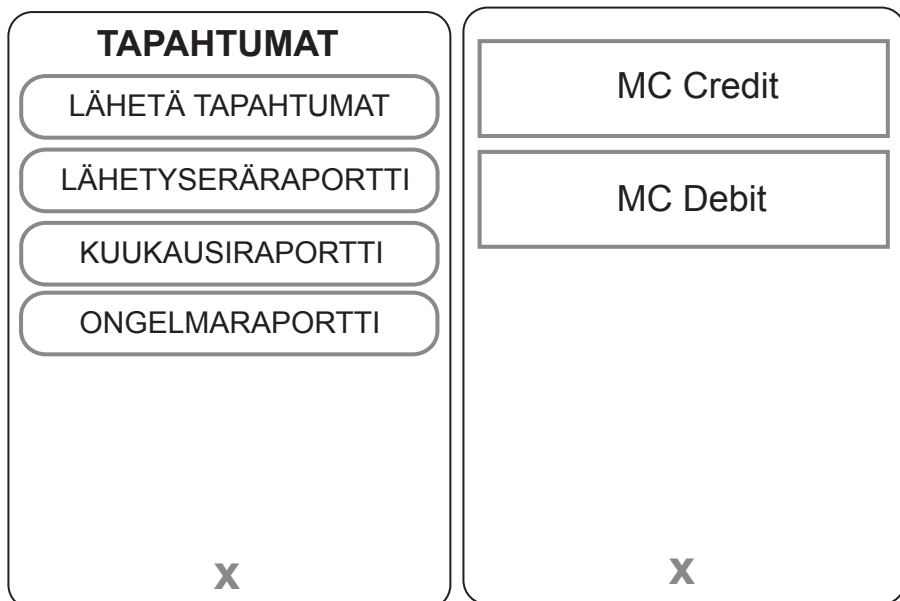 TAPAHTUMAT
LÄHETÄ TAPAHTUMAT
LÄHETYSERÄRAPORTTI
KUUKAUSIRAPORTTI
ONGELMARAPORTTI
X
MC Credit
MC Debit
X